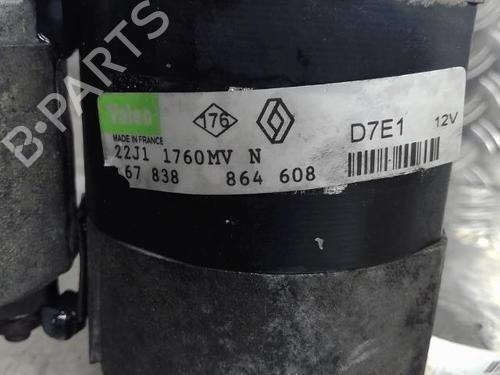 Valeo
176
D7E1 12V
MADE IN FRANCE
22J1 1760MV N
67 838 864 608
B-PARTS